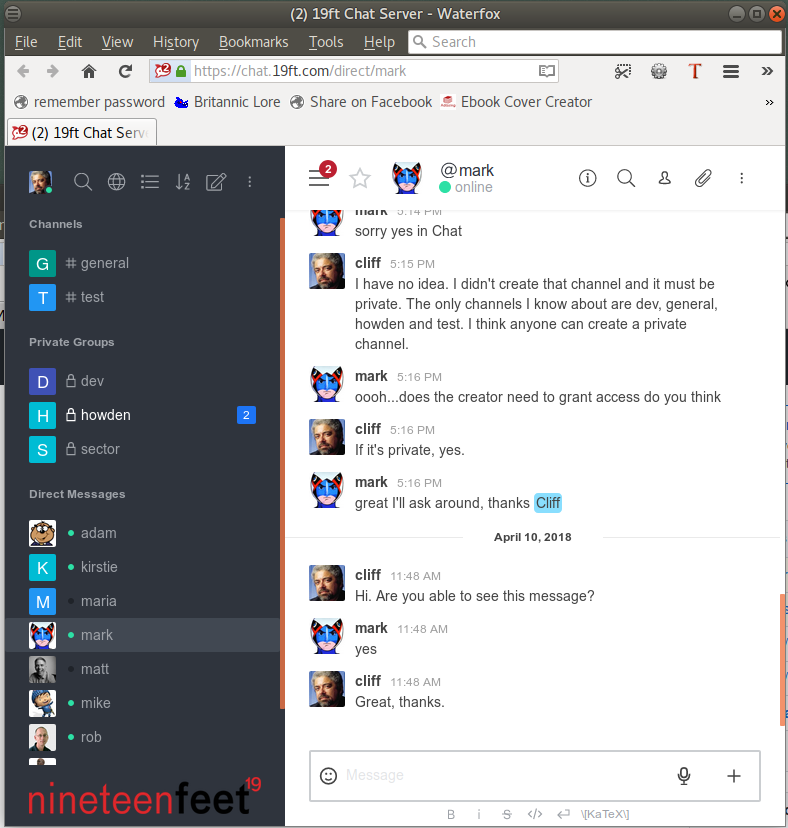 (2) 19ft Chat Server - Waterfox
File Edit View History Bookmarks Tools Help Search
https://chat.19ft.com/direct/mark
remember password Britannic Lore Share on Facebook Ebook Cover Creator
(2) 19ft Chat Serv
Channels
G # general
T # test
Private Groups
D dev
H howden 2
S sector
Direct Messages
adam
K kirstie
M maria
mark
matt
mike
rob
nineteenfeet 19
2
@mark
online
mark 5:14 PM
sorry yes in Chat
cliff 5:15 PM
I have no idea. I didn't create that channel and it must be
private. The only channels I know about are dev, general,
howden and test. I think anyone can create a private
channel.
mark 5:16 PM
oooh...does the creator need to grant access do you think
cliff 5:16 PM
If it's private, yes.
mark 5:16 PM
great I'll ask around, thanks Cliff
April 10, 2018
cliff 11:48 AM
Hi. Are you able to see this message?
mark 11:48 AM
yes
cliff 11:48 AM
Great, thanks.
Message
B i S </> \[KaTeX\]